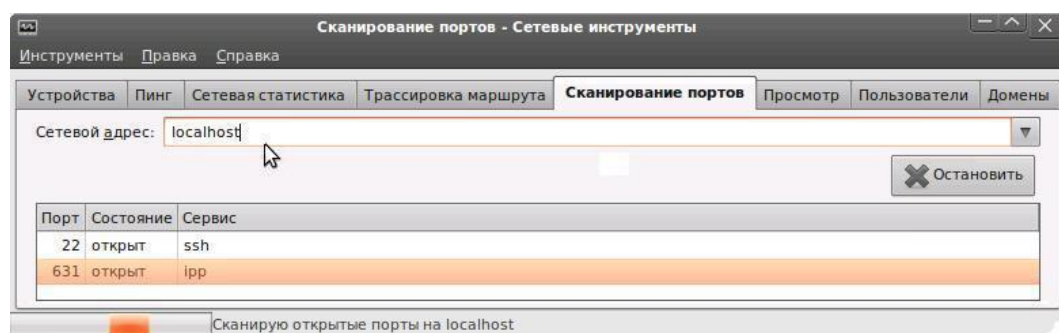 Сканирование портов - Сетевые инструменты
Инструменты Правка Справка
Устройства Пинг Сетевая статистика Трассировка маршрута Сканирование портов Просмотр Пользователи Домены
Сетевой адрес: localhost
Остановить
Порт Состояние Сервис
22 открыт ssh
631 открыт ipp
Сканирую открытые порты на localhost